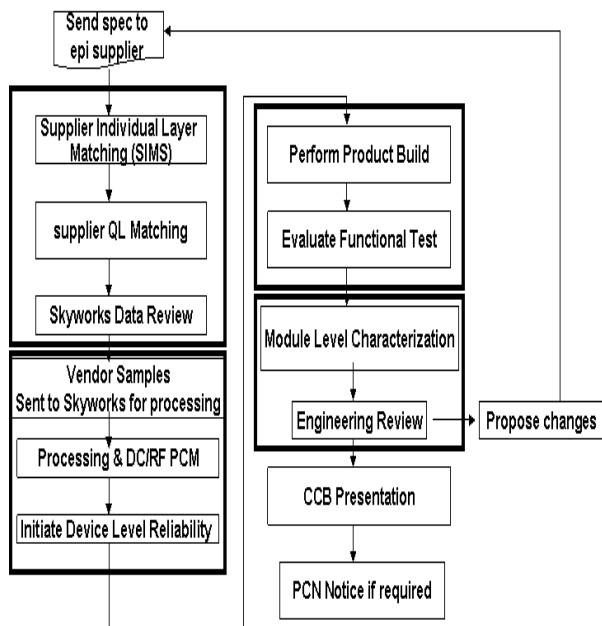 Send spec to
epi supplier
Supplier Individual Layer
Matching (SIMS)
supplier QL Matching
Skyworks Data Review
Vendor Samples
Sent to Skyworks for processing
Processing & DC/RF PCM
Initiate Device Level Reliability
Perform Product Build
Evaluate Functional Test
Module Level Characterization
Engineering Review
Propose changes
CCB Presentation
PCN Notice if required